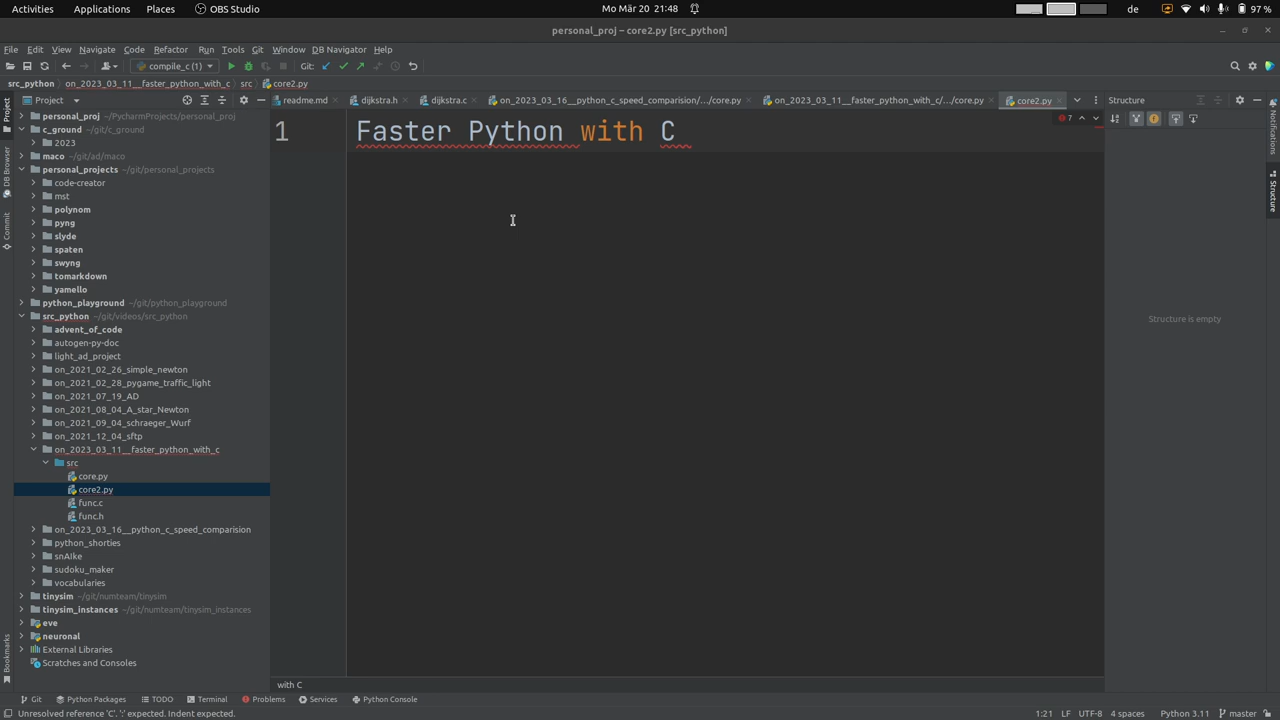 Activities Applications Places OBS Studio Mo Mär 20 21:48 de 97 %
personal_proj – core2.py [src_python]
File Edit View Navigate Code Refactor Run Tools Git Window DB Navigator Help
compile_c (1) Git:
src_python on_2023_03_11__faster_python_with_c src core2.py
Project readme.md dijkstra.h dijkstra.c on_2023_03_16__python_c_speed_comparision/.../core.py on_2023_03_11__faster_python_with_c/.../core.py core2.py Structure
personal_proj ~/PycharmProjects/personal_proj
c_ground ~/git/c_ground
2023
maco ~/git/ad/maco
personal_projects ~/git/personal_projects
code-creator
mst
polynom
pyng
slyde
spaten
swyng
tomarkdown
yamello
python_playground ~/git/python_playground
src_python ~/git/videos/src_python
advent_of_code
autogen-py-doc
light_ad_project
on_2021_02_26_simple_newton
on_2021_02_28_pygame_traffic_light
on_2021_07_19_AD
on_2021_08_04_A_star_Newton
on_2021_09_04_schraeger_Wurf
on_2021_12_04_sftp
on_2023_03_11__faster_python_with_c
src
core.py
core2.py
func.c
func.h
on_2023_03_16__python_c_speed_comparision
python_shorties
snAIke
sudoku_maker
vocabularies
tinysim ~/git/numteam/tinysim
tinysim_instances ~/git/numteam/tinysim_instances
eve
neuronal
External Libraries
Scratches and Consoles
Project
DB Browser
Commit
Bookmarks
1 Faster Python with C
7
Structure is empty
Notifications
Structure
with C
Git Python Packages TODO Terminal Problems Services Python Console
Unresolved reference 'C'. ':' expected. Indent expected. 1:21 LF UTF-8 4 spaces Python 3.11 master